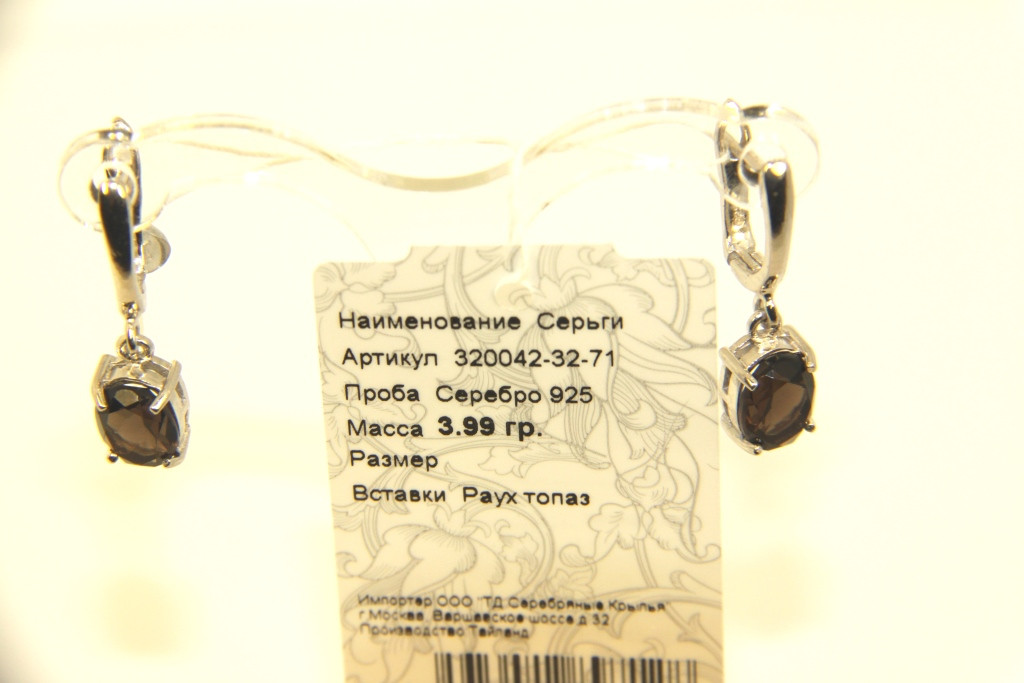 Наименование Серьги
Артикул 320042-32-71
Проба Серебро 925
Масса 3.99 гр.
Размер
Вставки Раух топаз
Импортер ООО "ТД Серебряные Крылья"
г.Москва, Варшавское шоссе д 32
Производство Тайланд